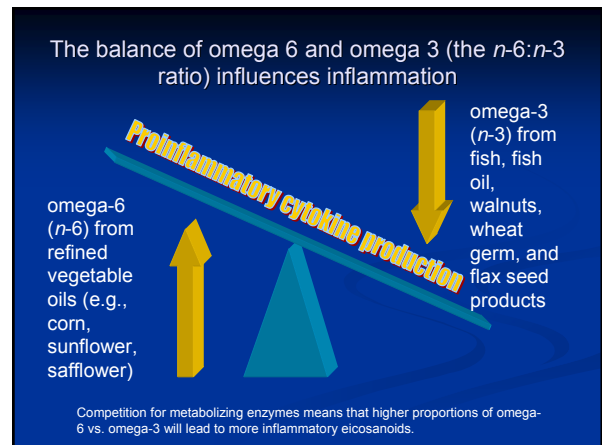 The balance of omega 6 and omega 3 (the n-6:n-3
ratio) influences inflammation
Proinflammatory cytokine production
omega-6
(n-6) from
refined
vegetable
oils (e.g.,
corn,
sunflower,
safflower)
omega-3
(n-3) from
fish, fish
oil,
walnuts,
wheat
germ, and
flax seed
products
Competition for metabolizing enzymes means that higher proportions of omega-
6 vs. omega-3 will lead to more inflammatory eicosanoids.